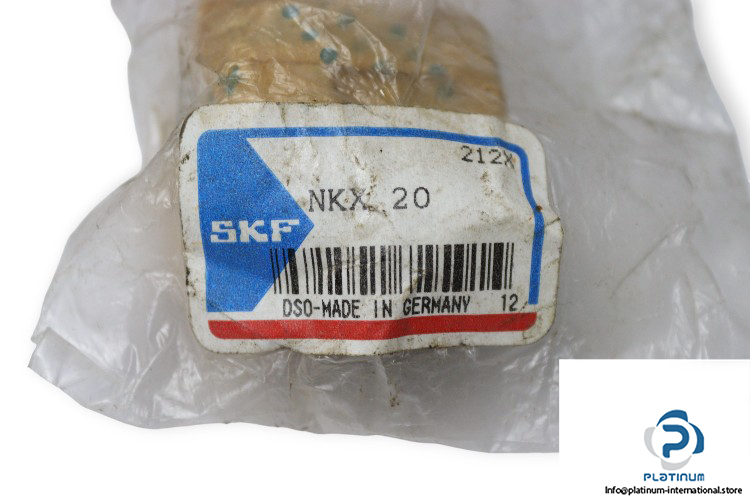 212X
NKX 20
SKF
DSO-MADE IN GERMANY 12
PLATINUM
Info@platinum-international.store